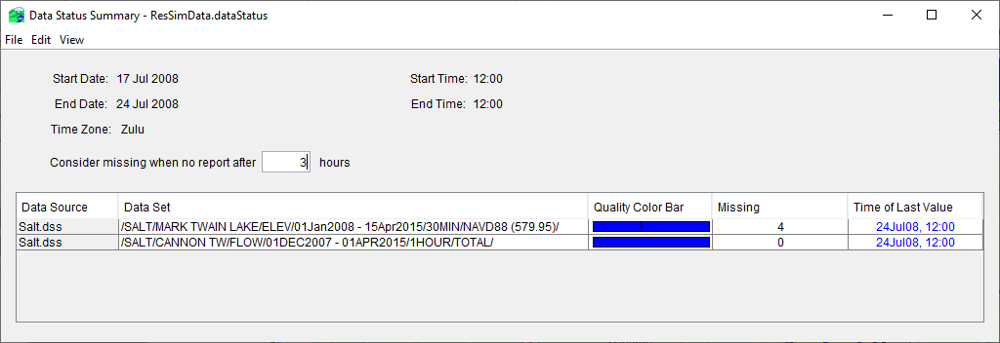 Data Status Summary - ResSimData.dataStatus
File Edit View
Start Date: 17 Jul 2008 Start Time: 12:00
End Date: 24 Jul 2008 End Time: 12:00
Time Zone: Zulu
Consider missing when no report after 3 hours
Data Source Data Set Quality Color Bar Missing Time of Last Value
Salt.dss /SALT/MARK TWAIN LAKE/ELEV/01Jan2008 - 15Apr2015/30MIN/NAVD88 (579.95)/ 4 24Jul08, 12:00
Salt.dss /SALT/CANNON TW/FLOW/01DEC2007 - 01APR2015/1HOUR/TOTAL/ 0 24Jul08, 12:00